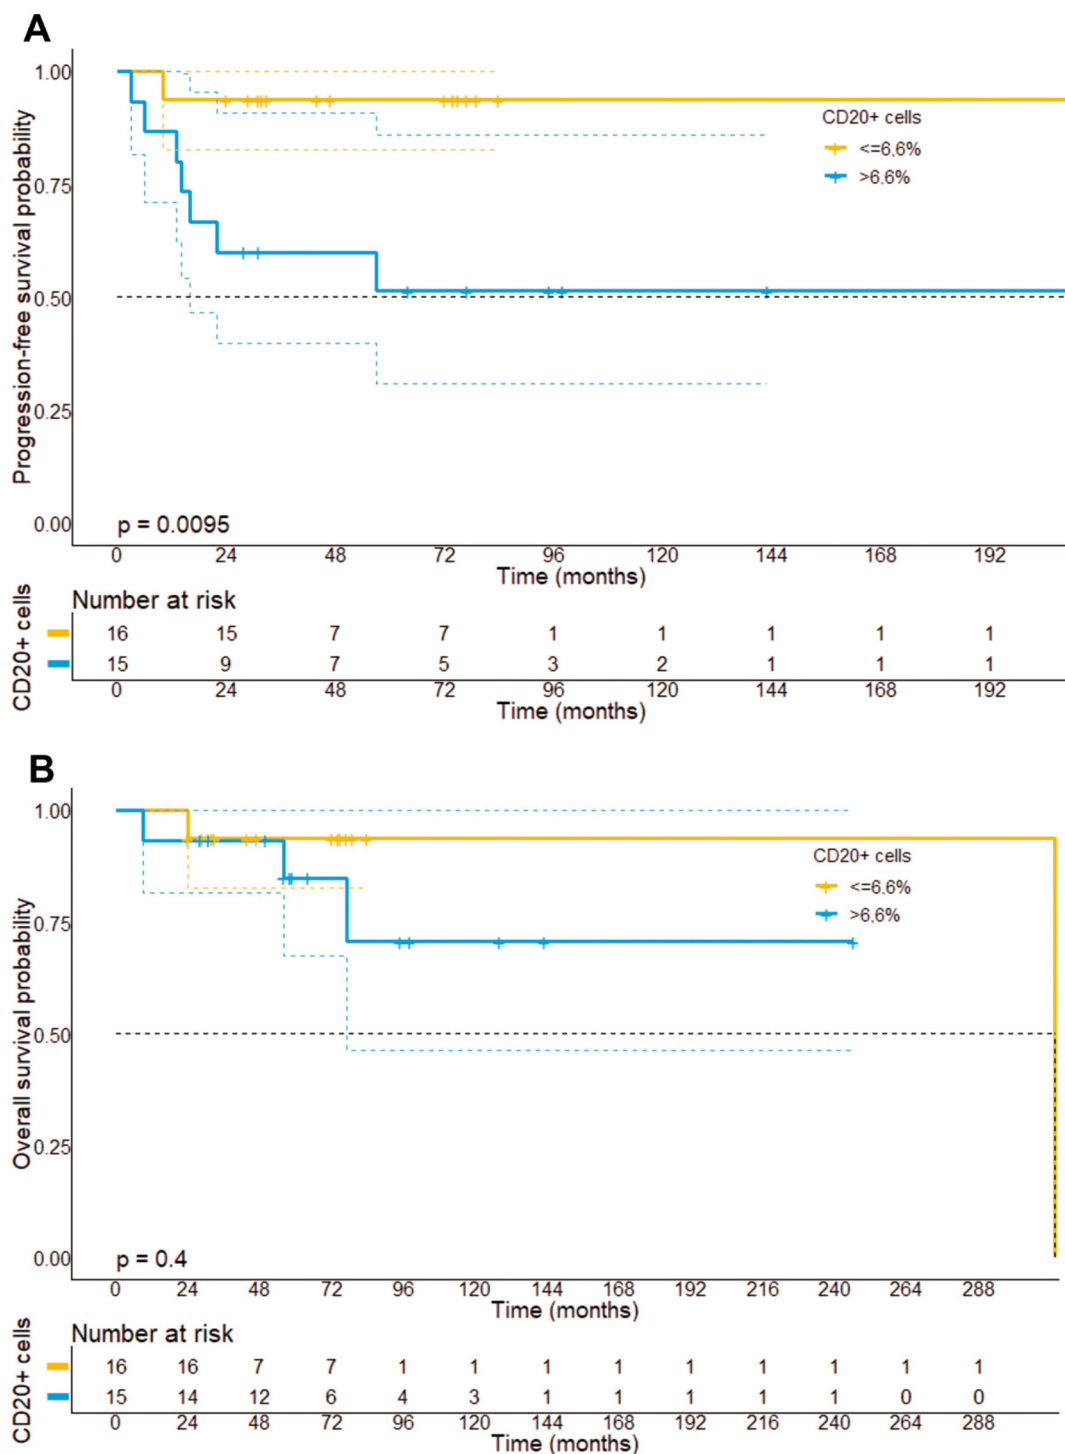 A
Progression-free survival probability
1.00
0.75
0.50
0.25
0.00
CD20+ cells
<=6,6%
>6,6%
p = 0.0095
0 24 48 72 96 120 144 168 192
Time (months)
Number at risk
CD20+ cells
16 15 7 7 1 1 1 1 1
15 9 7 5 3 2 1 1 1
0 24 48 72 96 120 144 168 192
Time (months)
B
Overall survival probability
1.00
0.75
0.50
0.25
0.00
CD20+ cells
<=6.6%
>6,6%
p = 0.4
0 24 48 72 96 120 144 168 192 216 240 264 288
Time (months)
Number at risk
CD20+ cells
16 16 7 7 1 1 1 1 1 1 1 1 1
15 14 12 6 4 3 1 1 1 1 1 0 0
0 24 48 72 96 120 144 168 192 216 240 264 288
Time (months)